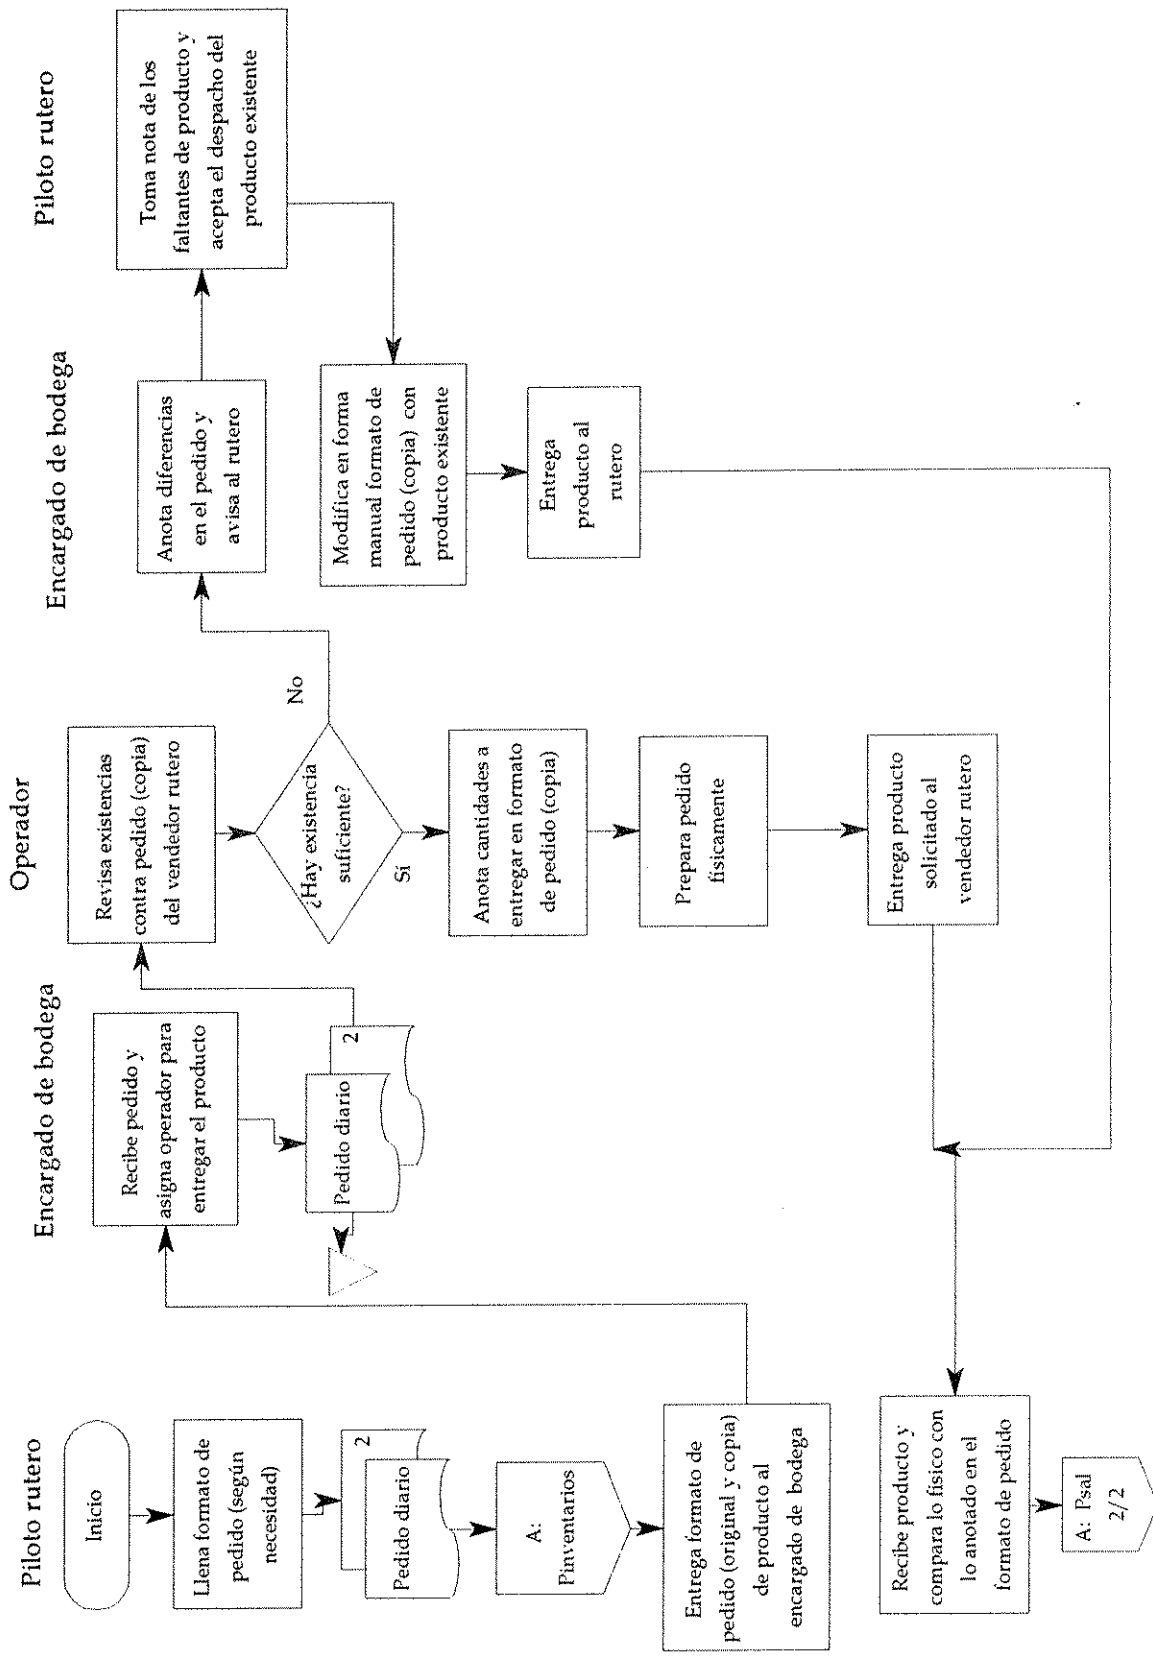 Piloto rutero
Encargado de bodega
Operador
Encargado de bodega
Piloto rutero
Inicio
Llena formato de
pedido (según
necesidad)
2
Pedido diario
A:
Pinventarios
Entrega formato de
pedido (original y copia)
de producto al
encargado de bodega
Recibe pedido y
asigna operador para
entregar el producto
2
Pedido diario
Revisa existencias
contra pedido (copia)
del vendedor rutero
¿Hay existencia
suficiente?
No
Sí
Anota cantidades a
entregar en formato
de pedido (copia)
Prepara pedido
físicamente
Entrega producto
solicitado al
vendedor rutero
Anota diferencias
en el pedido y
avisa al rutero
Toma nota de los
faltantes de producto y
acepta el despacho del
producto existente
Modifica en forma
manual formato de
pedido (copia) con
producto existente
Entrega
producto al
rutero
Recibe producto y
compara lo físico con
lo anotado en el
formato de pedido
A: Psal
2/2